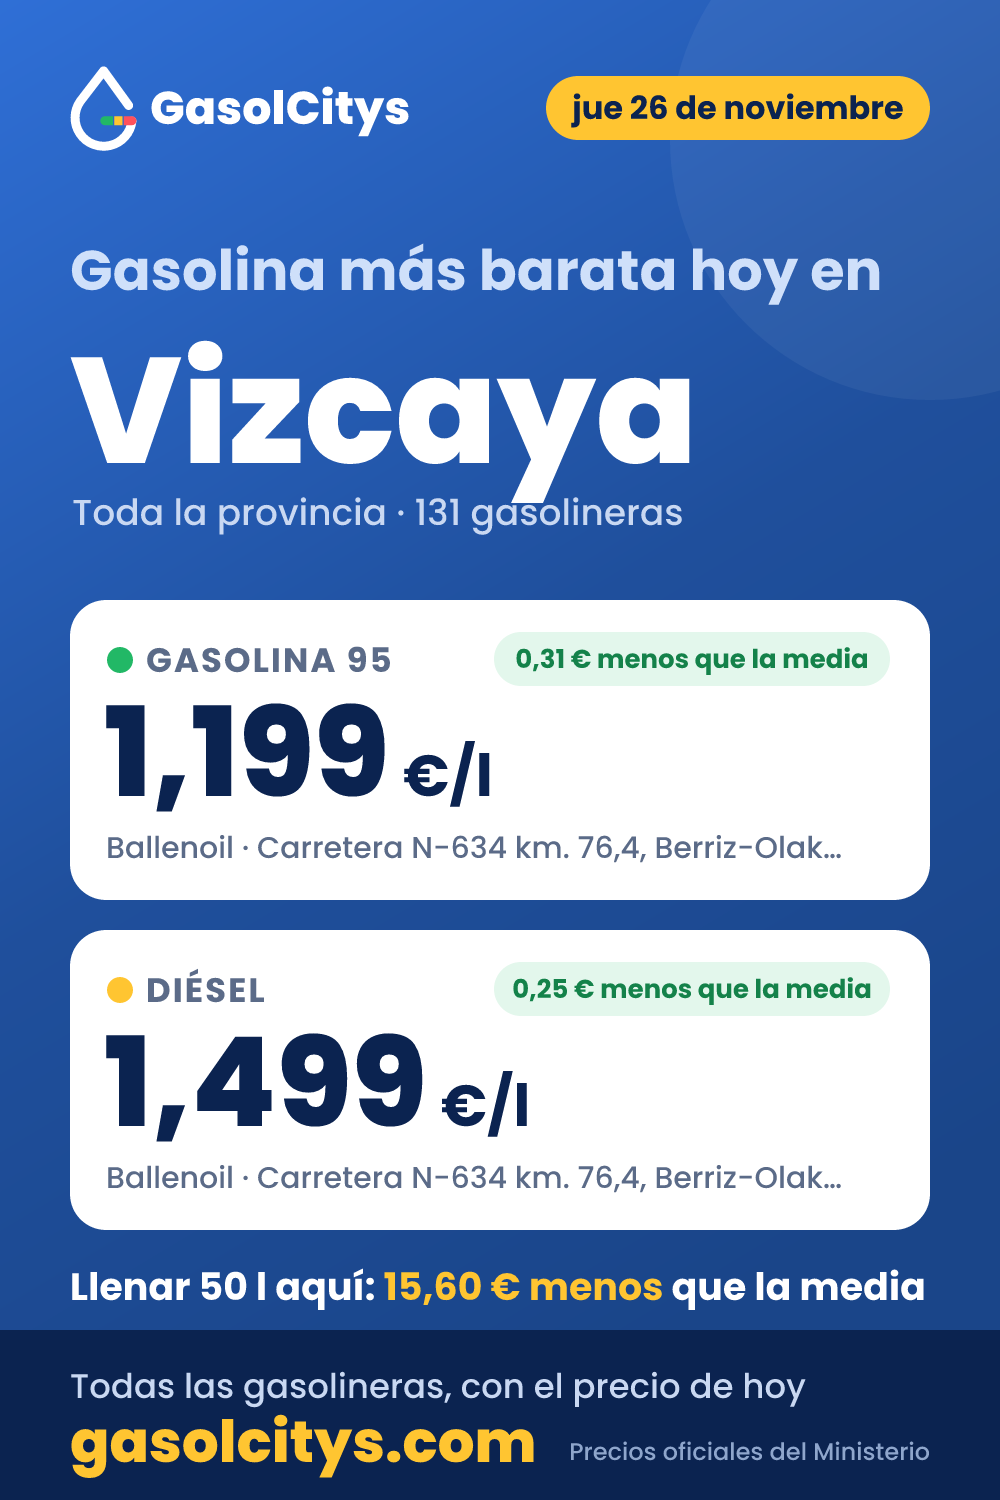 GasolCitys
jue 26 de noviembre
Gasolina más barata hoy en
Vizcaya
Toda la provincia · 131 gasolineras
GASOLINA 95
0,31 € menos que la media
1,199 €/l
Ballenoil · Carretera N-634 km. 76,4, Berriz-Olak...
DIÉSEL
0,25 € menos que la media
1,499 €/l
Ballenoil · Carretera N-634 km. 76,4, Berriz-Olak...
Llenar 50 l aquí: 15,60 € menos que la media
Todas las gasolineras, con el precio de hoy
gasolcitys.com
Precios oficiales del Ministerio